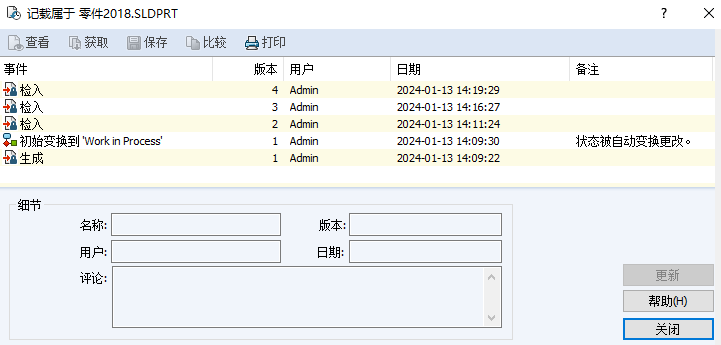 记载属于 零件2018.SLDPRT
查看 获取 保存 比较 打印
事件 版本 用户 日期 备注
检入 4 Admin 2024-01-13 14:19:29
检入 3 Admin 2024-01-13 14:16:27
检入 2 Admin 2024-01-13 14:11:24
初始变换到 'Work in Process' 1 Admin 2024-01-13 14:09:30 状态被自动变换更改。
生成 1 Admin 2024-01-13 14:09:22
细节
名称: 版本:
用户: 日期:
评论:
更新
帮助(H)
关闭